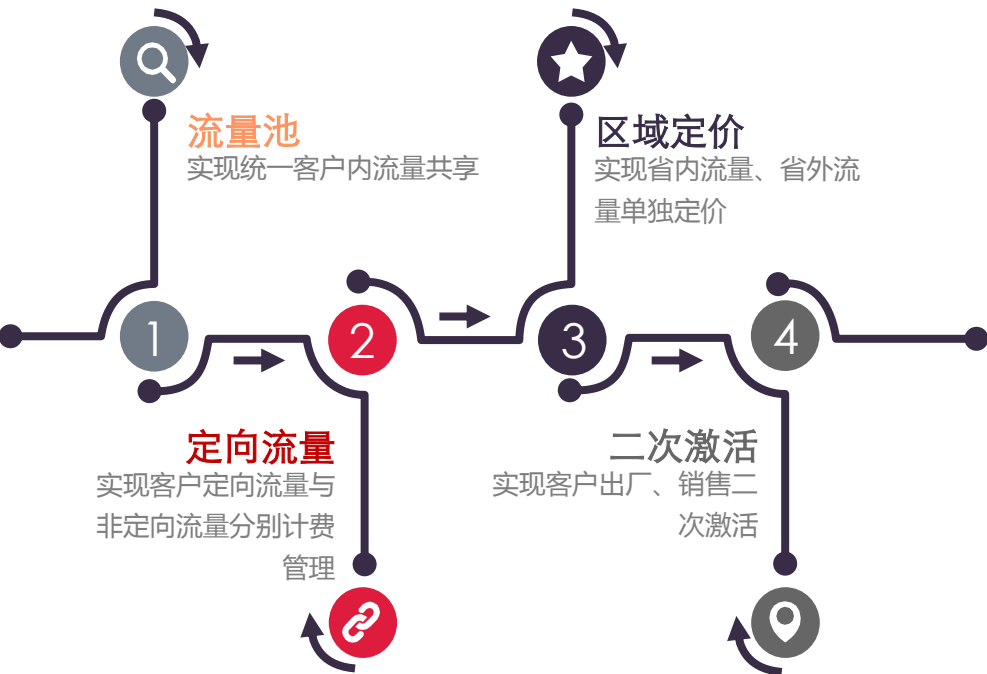 流量池
实现统一客户内流量共享
区域定价
实现省内流量、省外流
量单独定价
1
2
3
4
定向流量
实现客户定向流量与
非定向流量分别计费
管理
二次激活
实现客户出厂、销售二
次激活